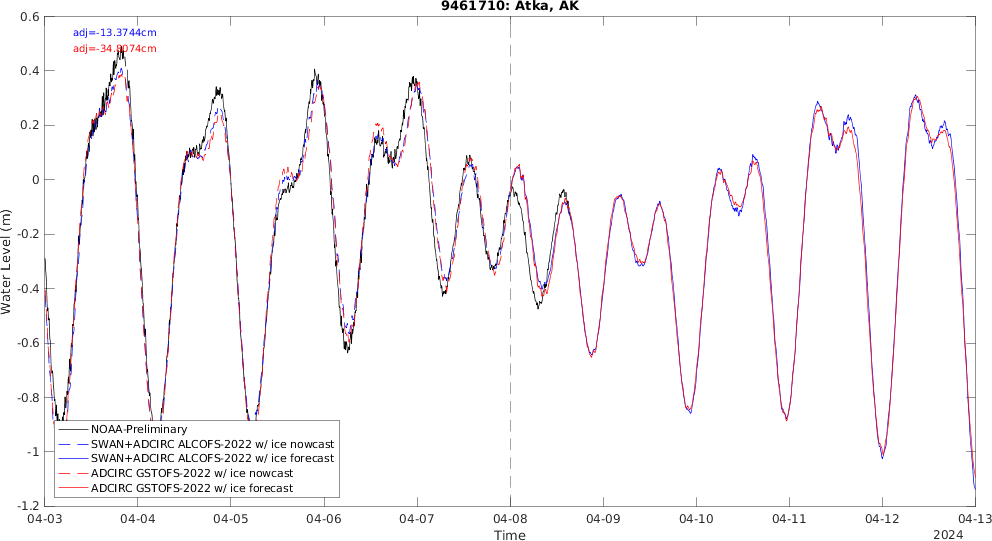 9461710: Atka, AK
adj=-13.3744cm
adj=-34.8074cm
0.6
0.4
0.2
0
-0.2
-0.4
-0.6
-0.8
-1
-1.2
Water Level (m)
NOAA-Preliminary
SWAN+ADCIRC ALCOFS-2022 w/ ice nowcast
SWAN+ADCIRC ALCOFS-2022 w/ ice forecast
ADCIRC GSTOFS-2022 w/ ice nowcast
ADCIRC GSTOFS-2022 w/ ice forecast
04-03 04-04 04-05 04-06 04-07 04-08 04-09 04-10 04-11 04-12 04-13
Time
2024